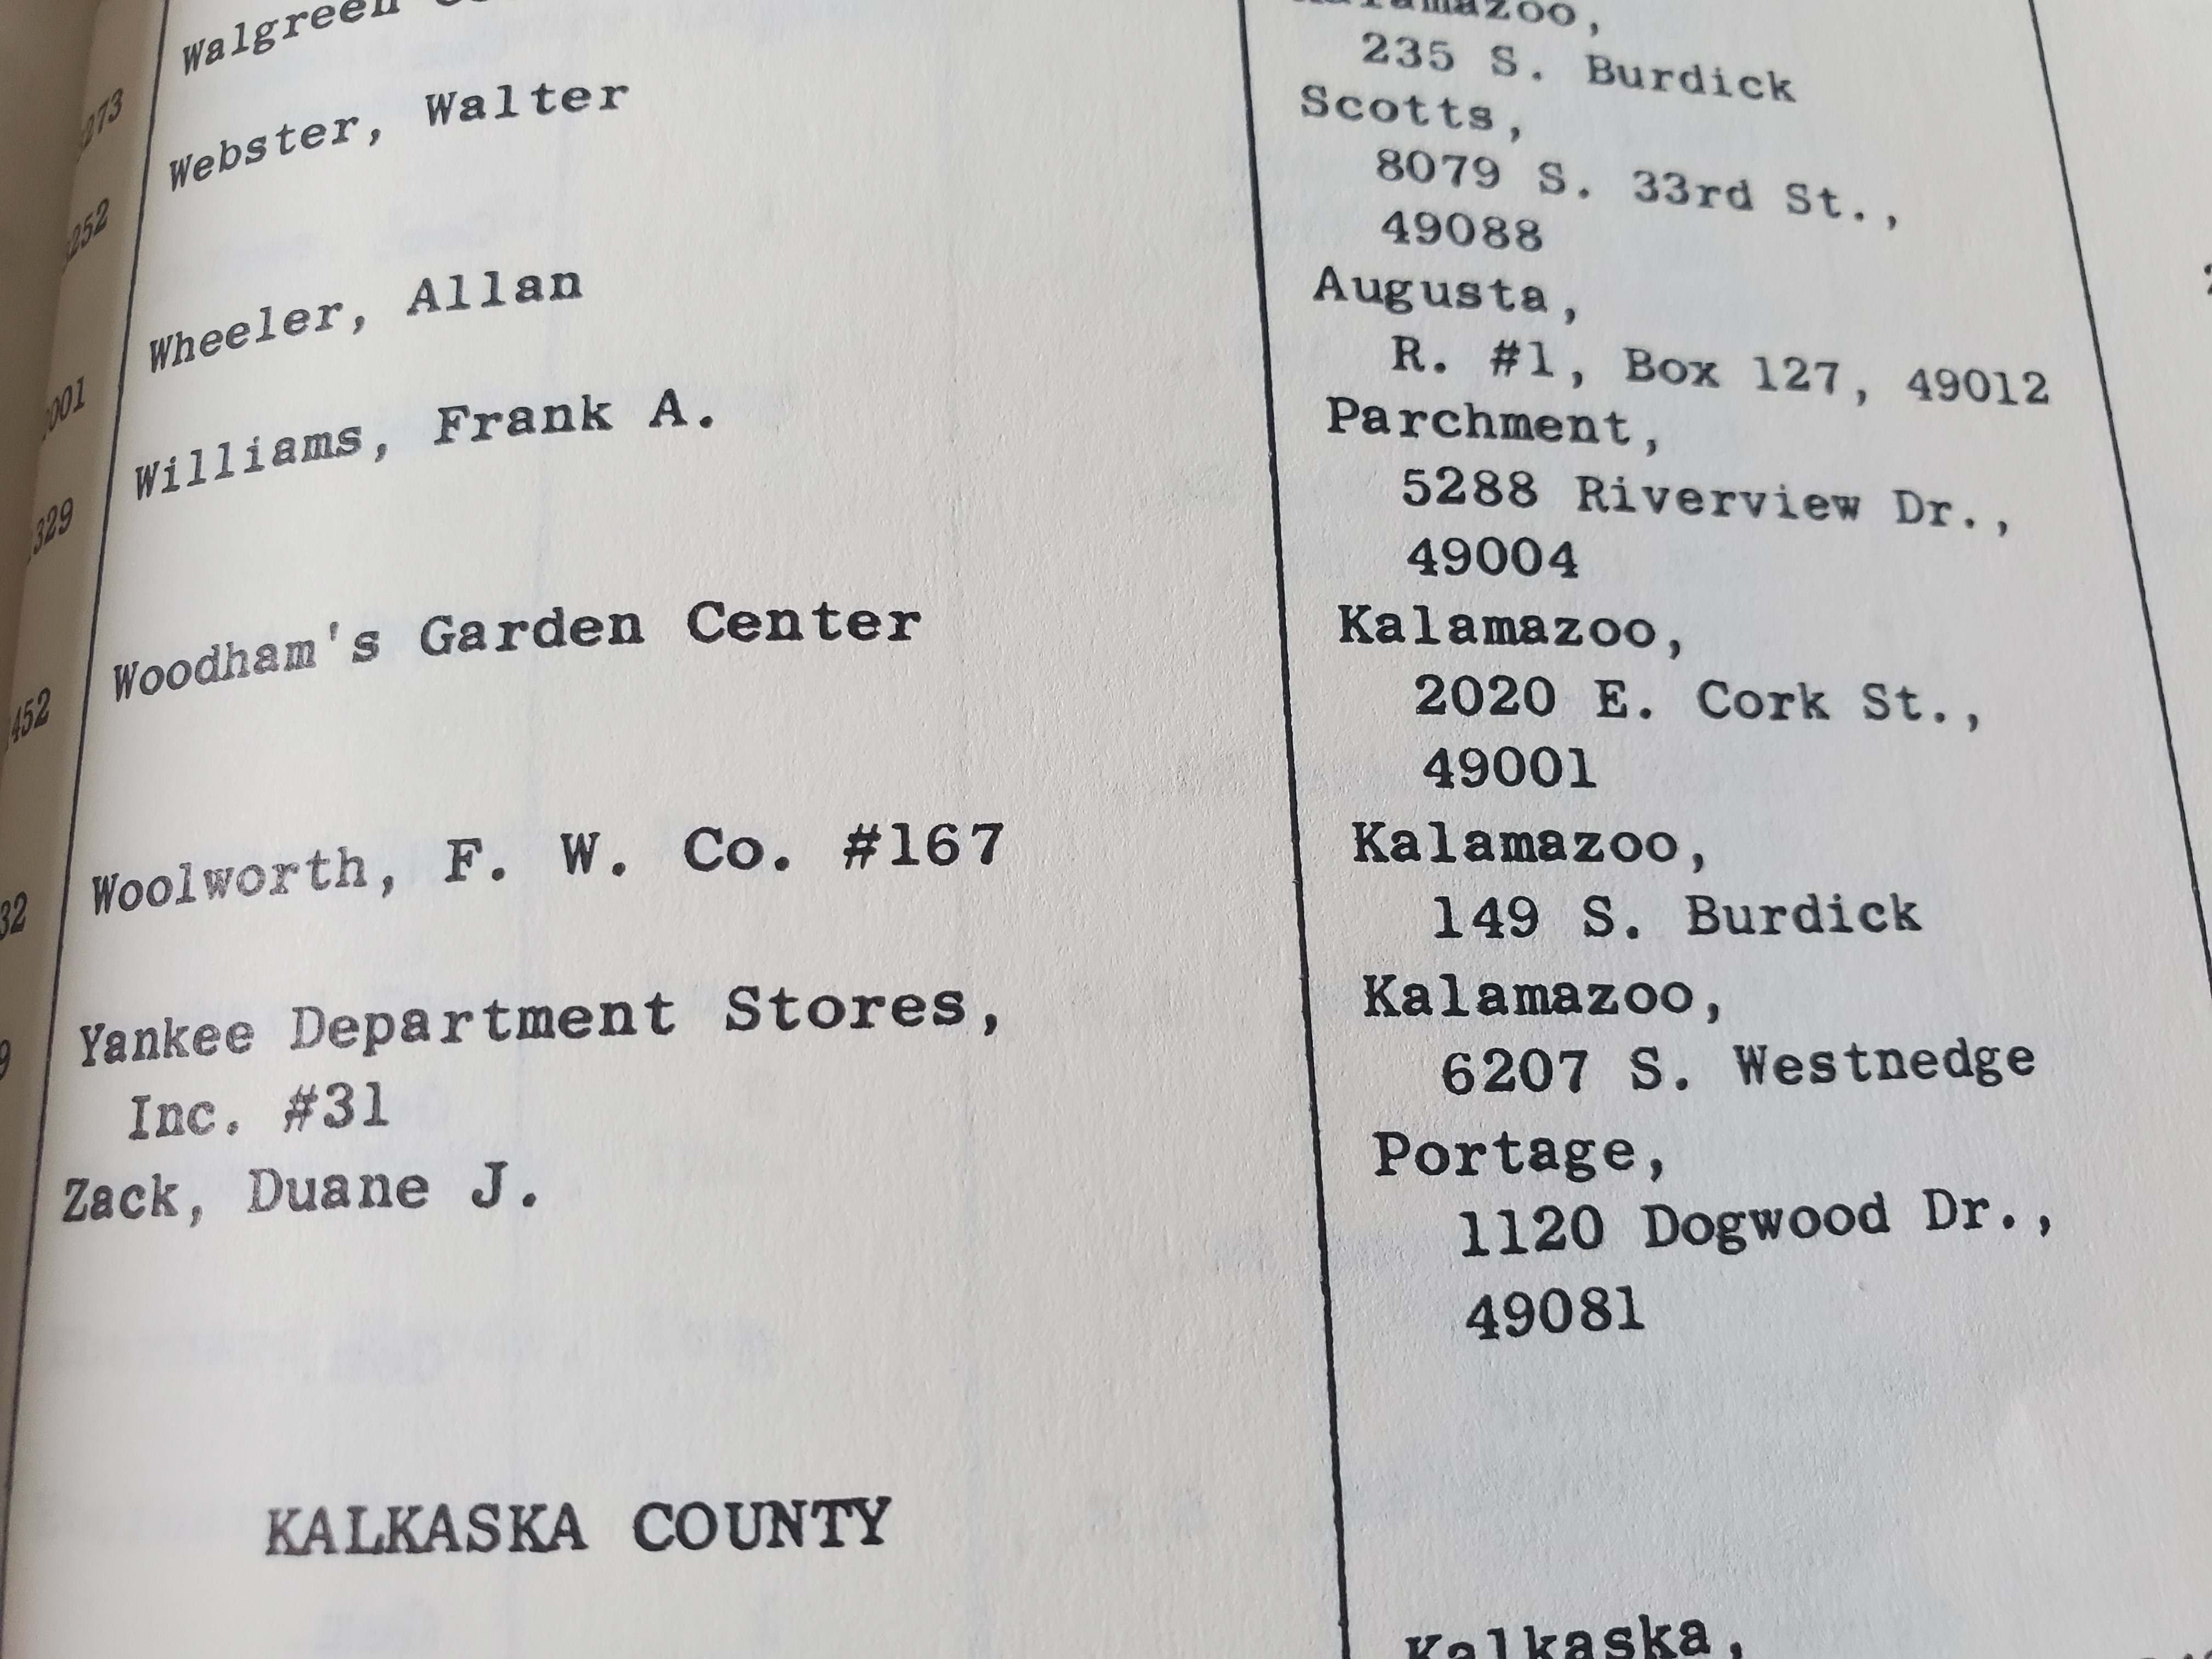 Walgreen
Kalamazoo,
235 S. Burdick
Webster, Walter
Scotts,
8079 S. 33rd St.,
49088
Wheeler, Allan
Augusta,
R. #1, Box 127, 49012
Williams, Frank A.
Parchment,
5288 Riverview Dr.,
49004
Woodham's Garden Center
Kalamazoo,
2020 E. Cork St.,
49001
Woolworth, F. W. Co. #167
Kalamazoo,
149 S. Burdick
Yankee Department Stores,
Inc. #31
Kalamazoo,
6207 S. Westnedge
Zack, Duane J.
Portage,
1120 Dogwood Dr.,
49081
KALKASKA COUNTY
Kalkaska,